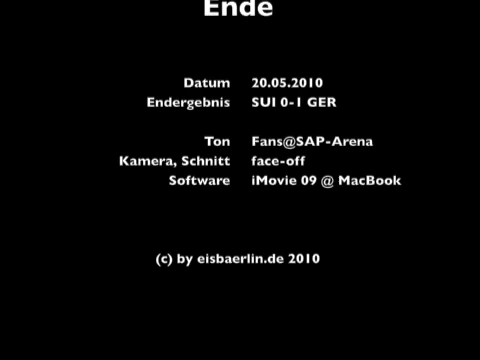 Ende
Datum 20.05.2010
Endergebnis SUI 0-1 GER
Ton Fans@SAP-Arena
Kamera, Schnitt face-off
Software iMovie 09 @ MacBook
(c) by eisbaerlin.de 2010